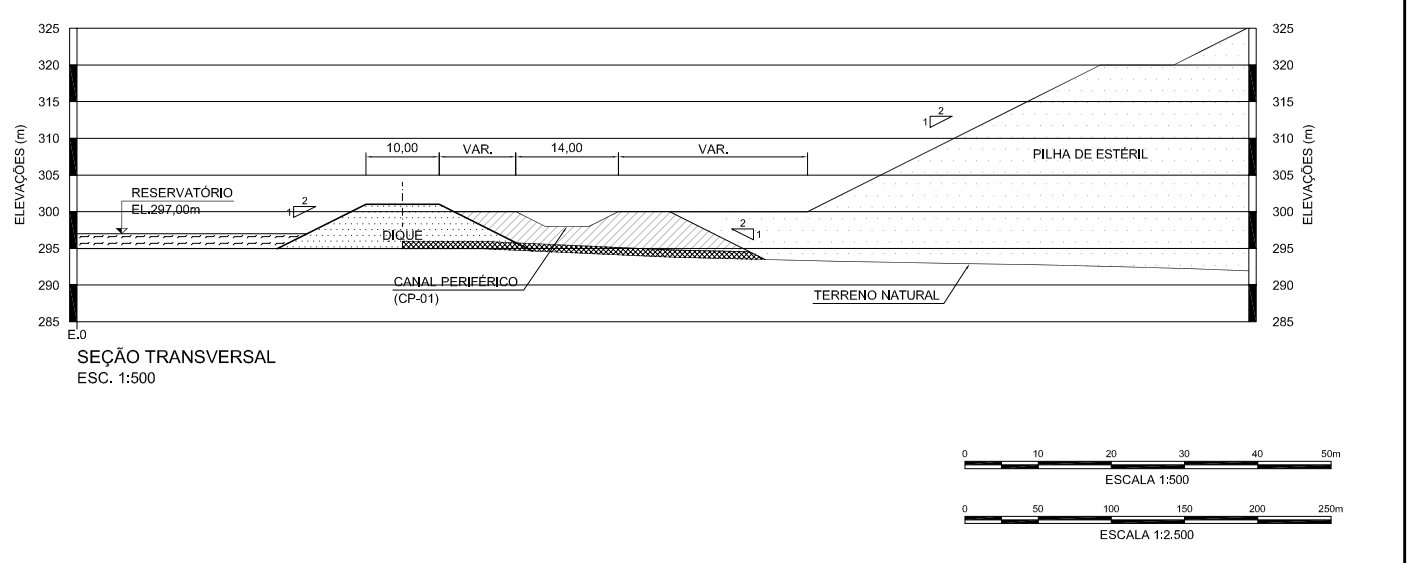 325
320
315
310
305
300
295
290
285
ELEVAÇÕES (m)
325
320
315
310
305
300
295
290
285
ELEVAÇÕES (m)
10,00
VAR.
14,00
VAR.
2
1
PILHA DE ESTÉRIL
RESERVATÓRIO
EL.297,00m
2
1
DIQUE
2
1
CANAL PERIFÉRICO
(CP-01)
TERRENO NATURAL
E.0
SEÇÃO TRANSVERSAL
ESC. 1:500
0 10 20 30 40 50m
ESCALA 1:500
0 50 100 150 200 250m
ESCALA 1:2.500